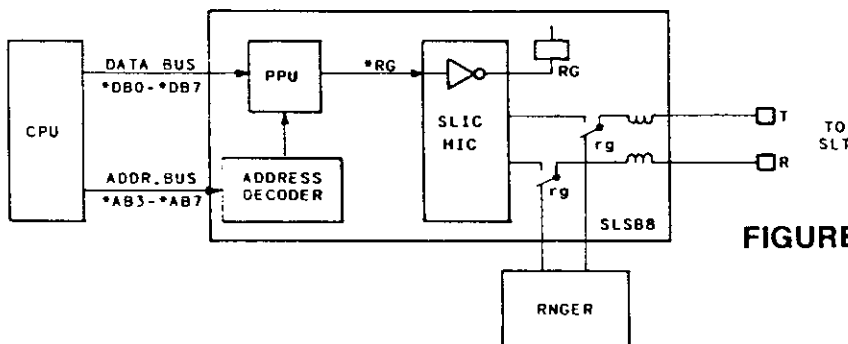 DATA BUS
*DB0-*DB7
CPU
ADDR.BUS
*AB3-*AB7
PPU
ADDRESS
DECODER
*RG
SLIC
HIC
RG
rg
rg
T
R
TO
SLT
SLSB8
RNGER
FIGURE